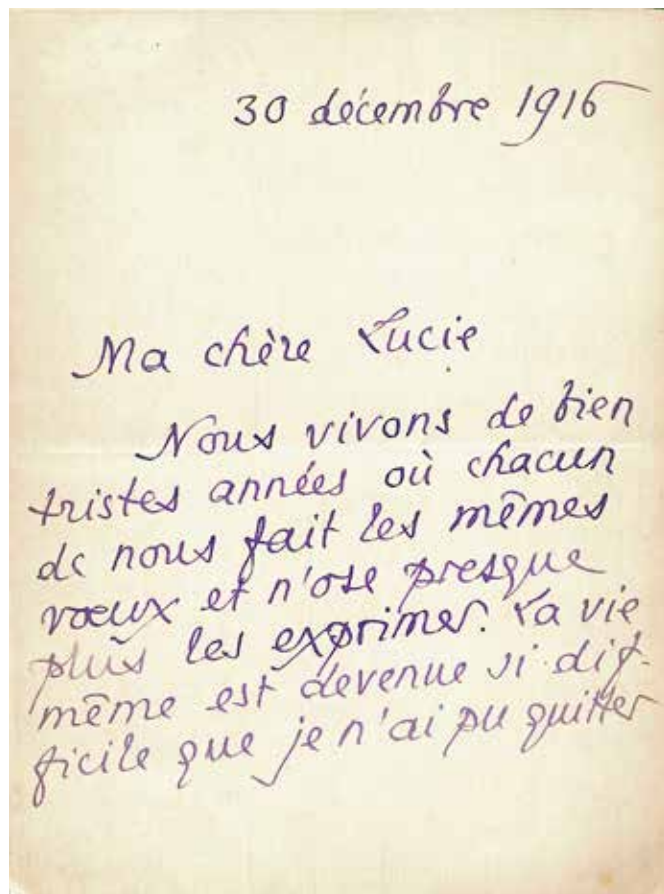 30 décembre 1916
Ma chère Lucie
Nous vivons de bien
tristes années où chacun
de nous fait les mêmes
vœux et n'ose presque
plus les exprimer. La vie
même est devenue si dif-
ficile que je n'ai pu quitter